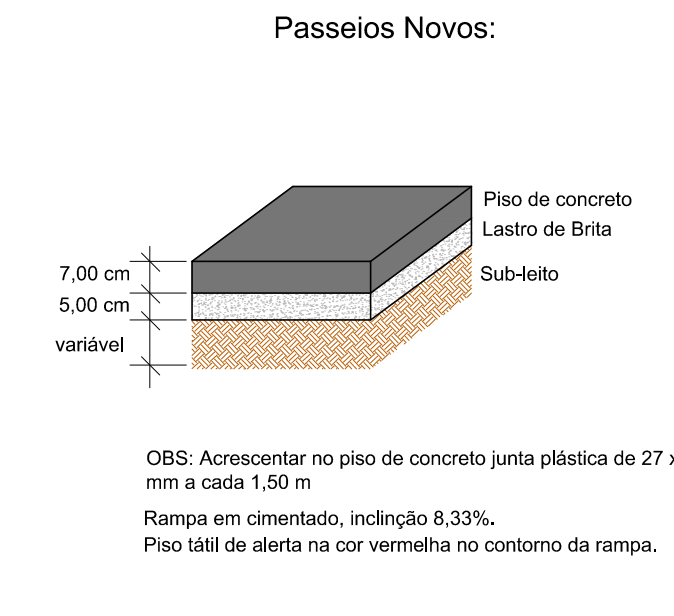 Passeios Novos:
Piso de concreto
Lastro de Brita
7,00 cm
Sub-leito
5,00 cm
variável
OBS: Acrescentar no piso de concreto junta plástica de 27 x
mm a cada 1,50 m
Rampa em cimentado, inclinção 8,33%.
Piso tátil de alerta na cor vermelha no contorno da rampa.